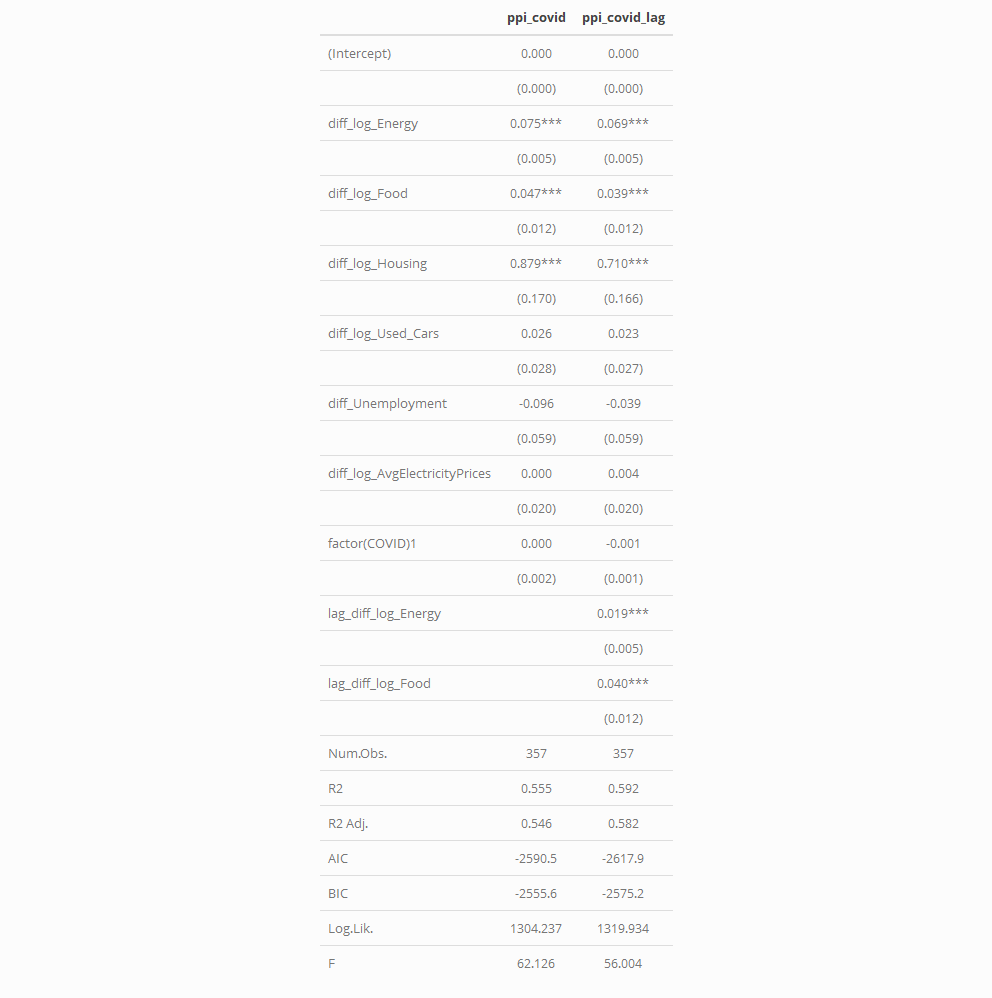 ppi_covid ppi_covid_lag
(Intercept) 0.000 0.000
(0.000) (0.000)
diff_log_Energy 0.075*** 0.069***
(0.005) (0.005)
diff_log_Food 0.047*** 0.039***
(0.012) (0.012)
diff_log_Housing 0.879*** 0.710***
(0.170) (0.166)
diff_log_Used_Cars 0.026 0.023
(0.028) (0.027)
diff_Unemployment -0.096 -0.039
(0.059) (0.059)
diff_log_AvgElectricityPrices 0.000 0.004
(0.020) (0.020)
factor(COVID)1 0.000 -0.001
(0.002) (0.001)
lag_diff_log_Energy 0.019***
(0.005)
lag_diff_log_Food 0.040***
(0.012)
Num.Obs. 357 357
R2 0.555 0.592
R2 Adj. 0.546 0.582
AIC -2590.5 -2617.9
BIC -2555.6 -2575.2
Log.Lik. 1304.237 1319.934
F 62.126 56.004